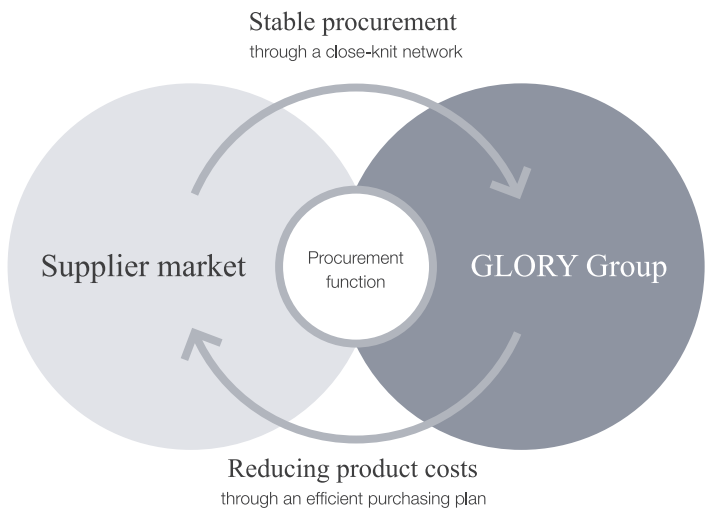 Stable procurement
through a close-knit network
Supplier market
Procurement
function
GLORY Group
Reducing product costs
through an efficient purchasing plan